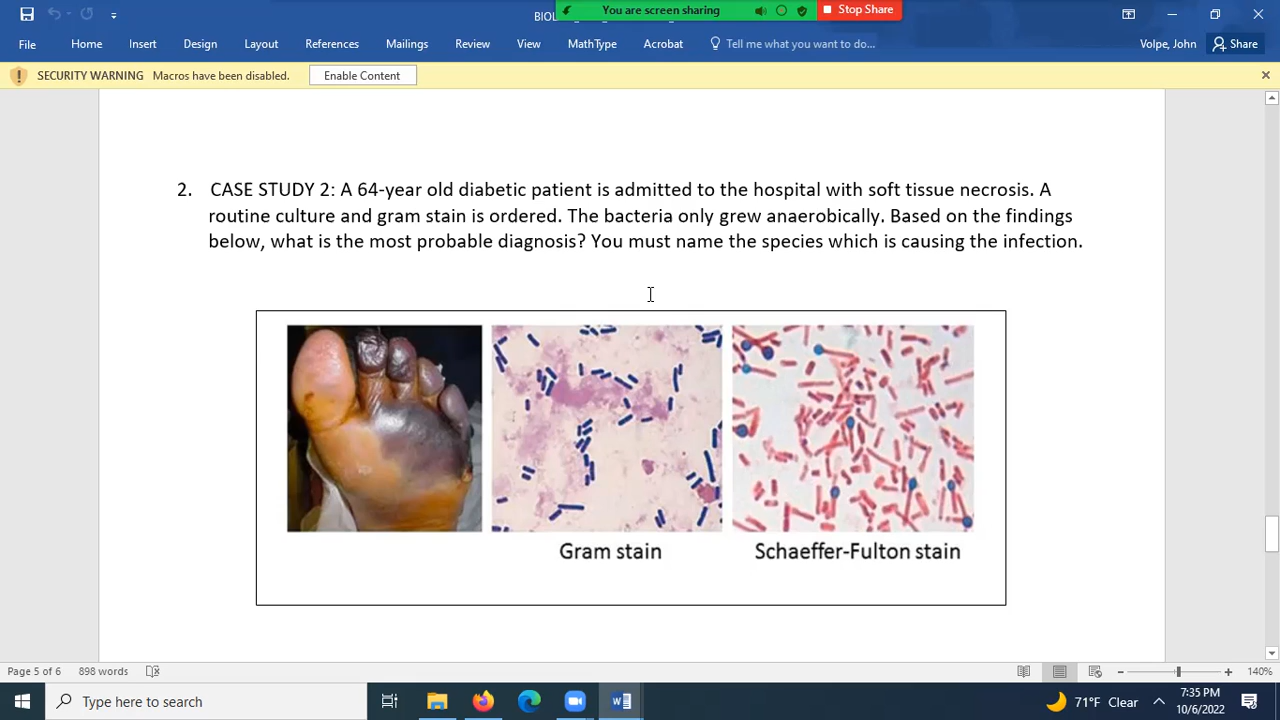 BIOL
You are screen sharing
Stop Share
File
Home
Insert
Design
Layout
References
Mailings
Review
View
MathType
Acrobat
Tell me what you want to do...
Volpe, John
Share
SECURITY WARNING Macros have been disabled.
Enable Content
2. CASE STUDY 2: A 64-year old diabetic patient is admitted to the hospital with soft tissue necrosis. A
routine culture and gram stain is ordered. The bacteria only grew anaerobically. Based on the findings
below, what is the most probable diagnosis? You must name the species which is causing the infection.
Gram stain
Schaeffer-Fulton stain
Page 5 of 6
898 words
140%
Type here to search
71°F Clear
7:35 PM
10/6/2022